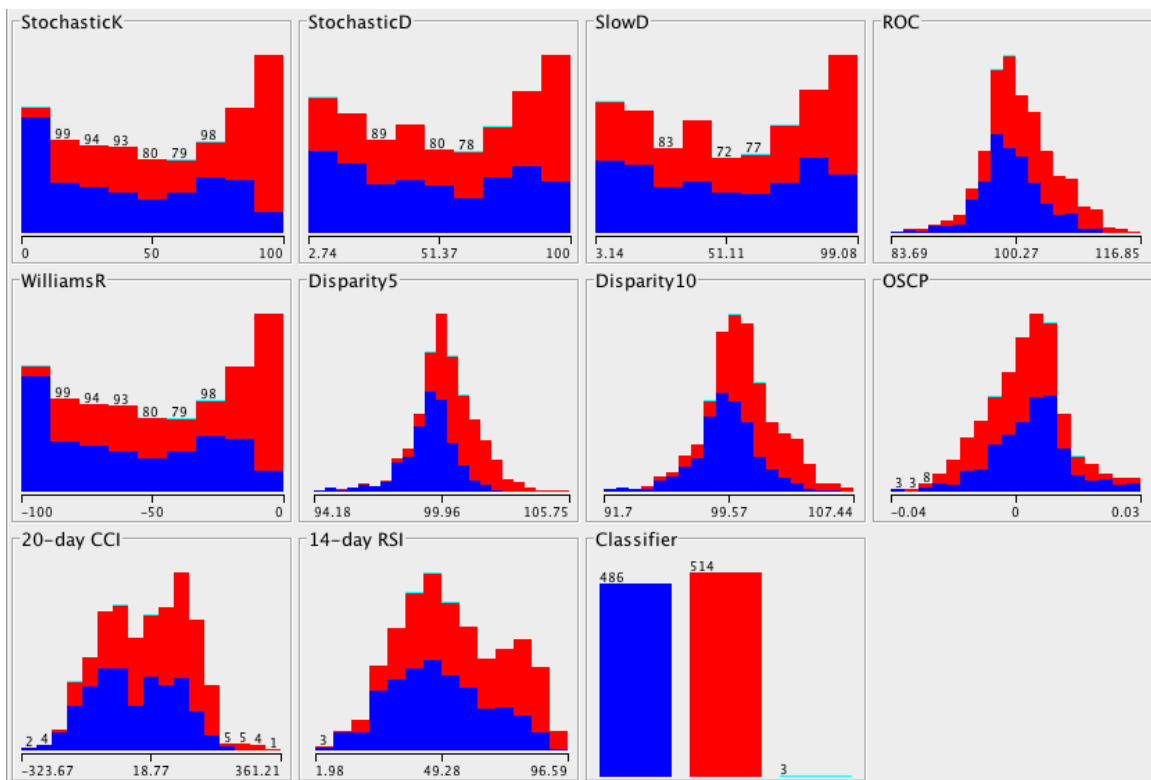 StochasticK
99 94 93 80 79 98
0 50 100
StochasticD
89 80 78
2.74 51.37 100
SlowD
83 72 77
3.14 51.11 99.08
ROC
83.69 100.27 116.85
WilliamsR
99 94 93 80 79 98
-100 -50 0
Disparity5
94.18 99.96 105.75
Disparity10
91.7 99.57 107.44
OSCP
3 3 8
-0.04 0 0.03
20-day CCI
2 4 5 5 4 1
-323.67 18.77 361.21
14-day RSI
3
1.98 49.28 96.59
Classifier
486 514 3